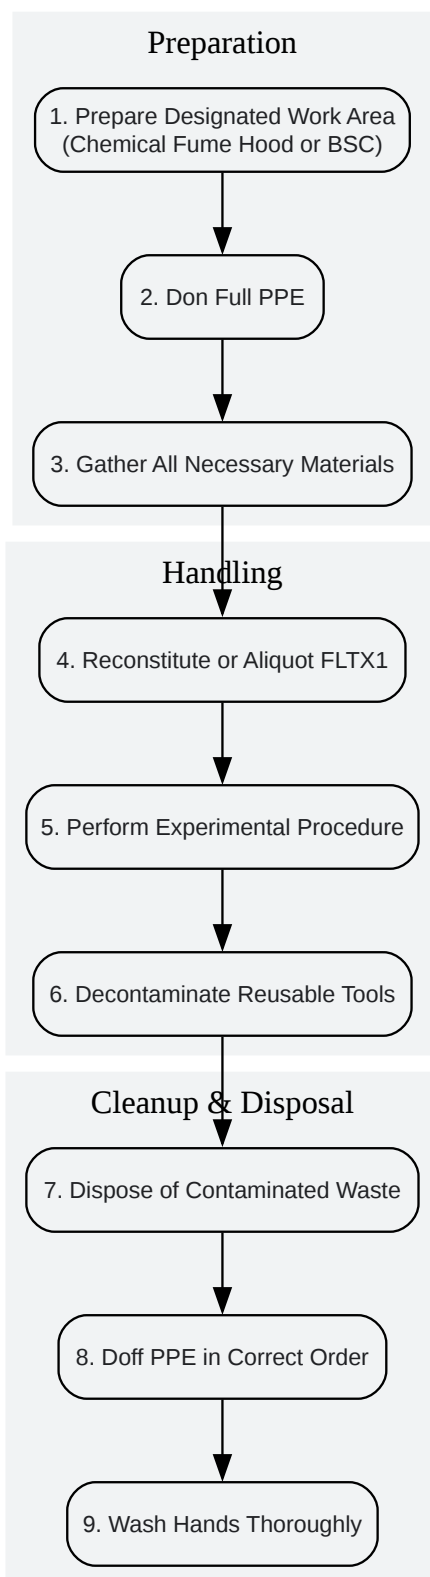 Preparation
1. Prepare Designated Work Area
(Chemical Fume Hood or BSC)
2. Don Full PPE
3. Gather All Necessary Materials
Handling
4. Reconstitute or Aliquot FLTX1
5. Perform Experimental Procedure
6. Decontaminate Reusable Tools
Cleanup & Disposal
7. Dispose of Contaminated Waste
8. Doff PPE in Correct Order
9. Wash Hands Thoroughly